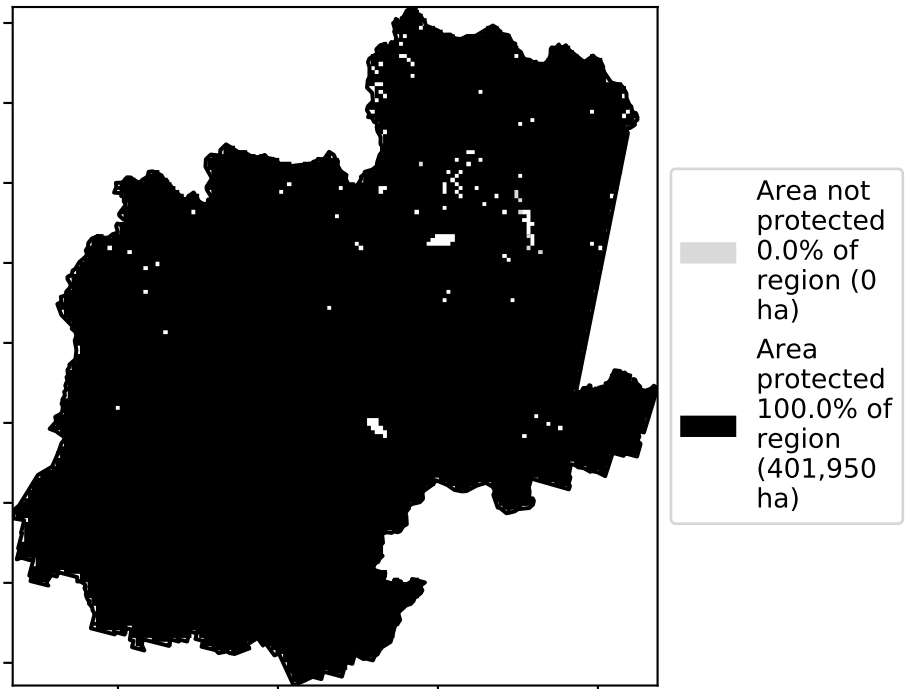 Area not
protected
0.0% of
region (0
ha)
Area
protected
100.0% of
region
(401,950
ha)